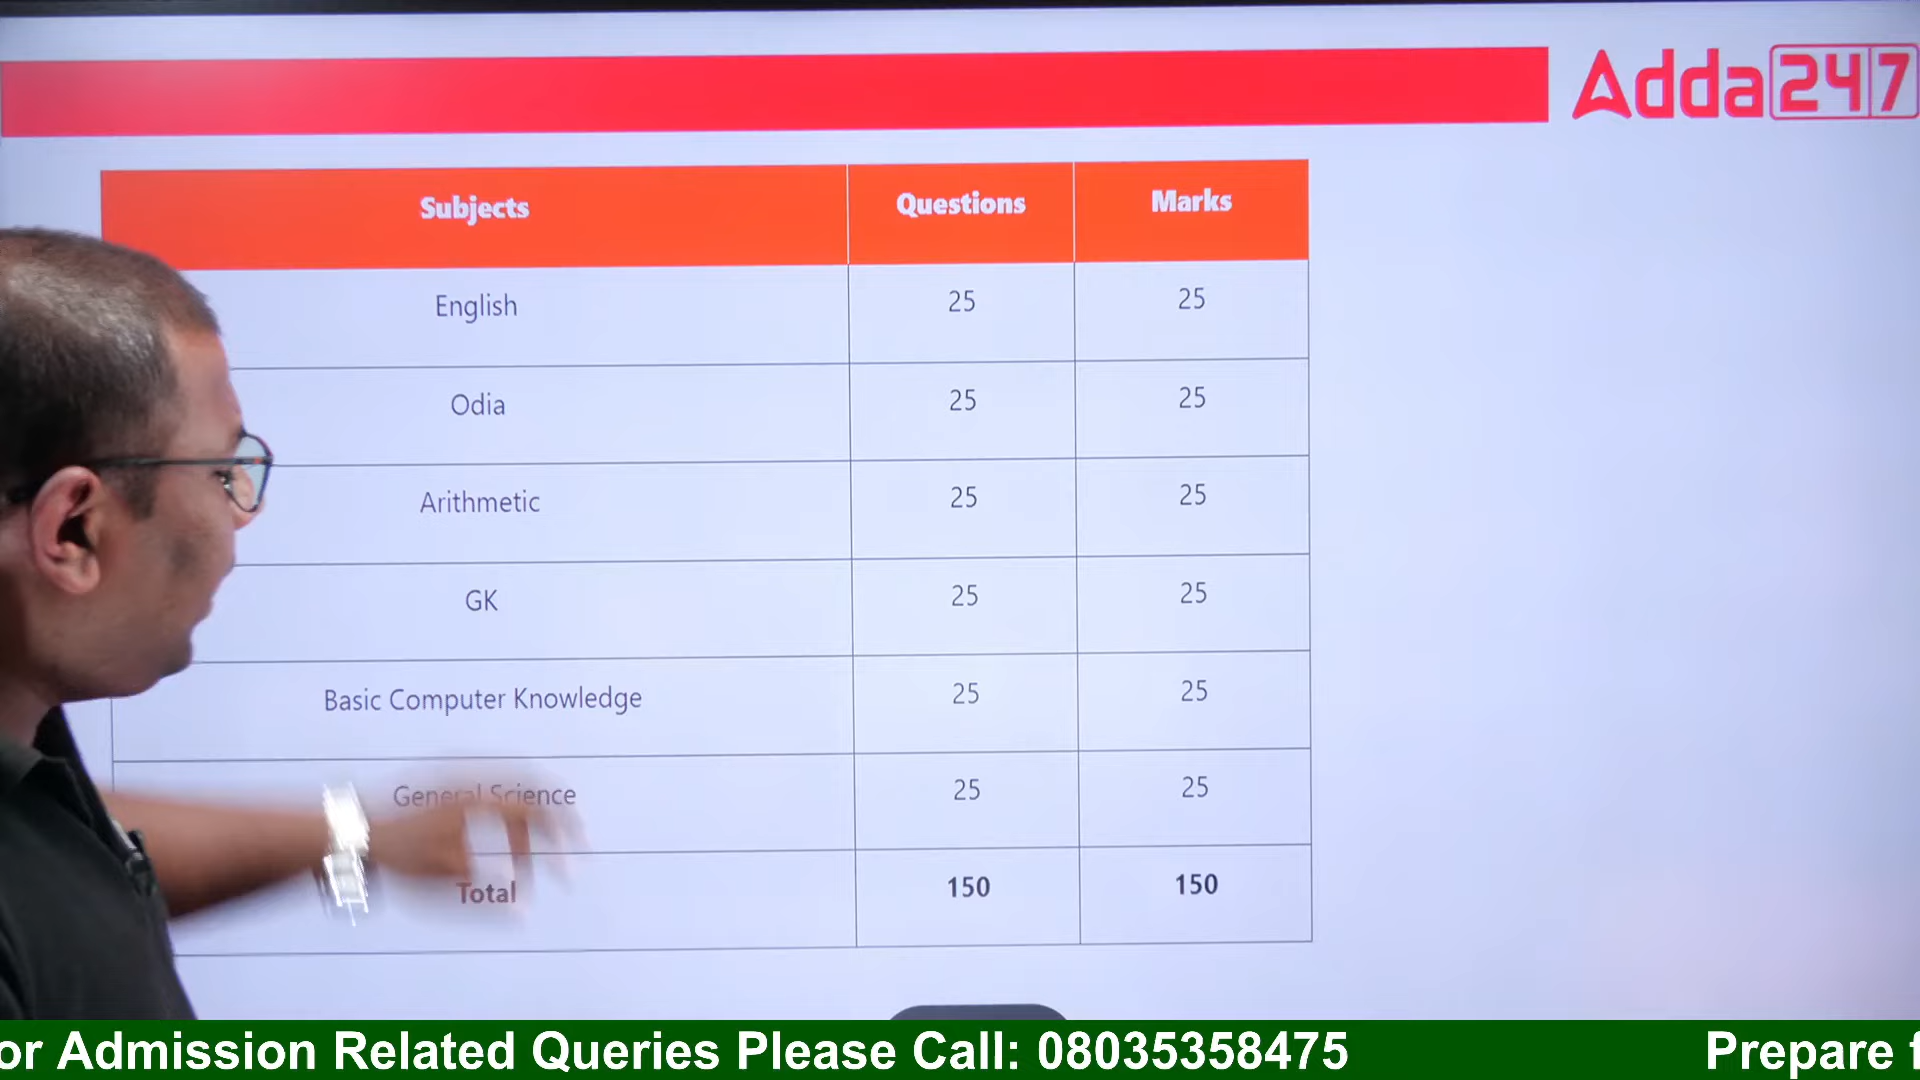 Adda247
Subjects Questions Marks
English 25 25
Odia 25 25
Arithmetic 25 25
GK 25 25
Basic Computer Knowledge 25 25
General Science 25 25
Total 150 150
or Admission Related Queries Please Call: 08035358475 Prepare f